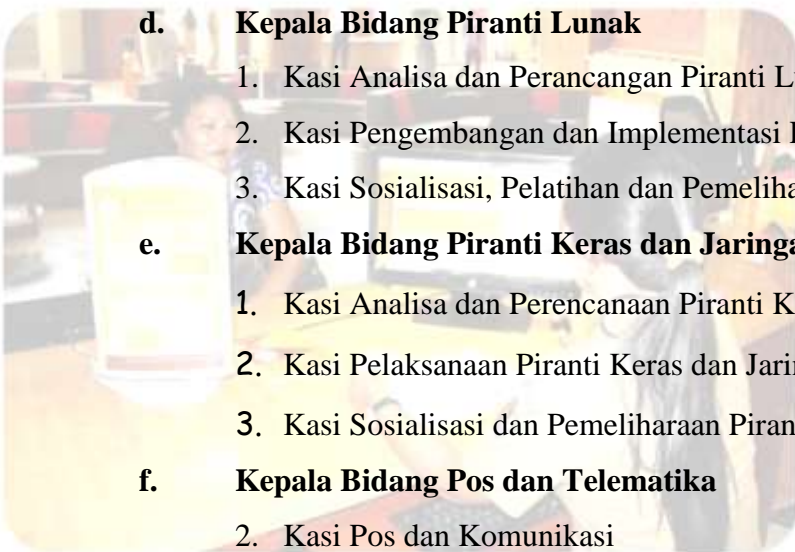 d. Kepala Bidang Piranti Lunak
1. Kasi Analisa dan Perancangan Piranti
2. Kasi Pengembangan dan Implementasi
3. Kasi Sosialisasi, Pelatihan dan
e. Kepala Bidang Piranti Keras dan
1. Kasi Analisa dan Perencanaan Piranti
2. Kasi Pelaksanaan Piranti Keras dan
3. Kasi Sosialisasi dan Pemeliharaan
f. Kepala Bidang Pos dan Telematika
2. Kasi Pos dan Komunikasi